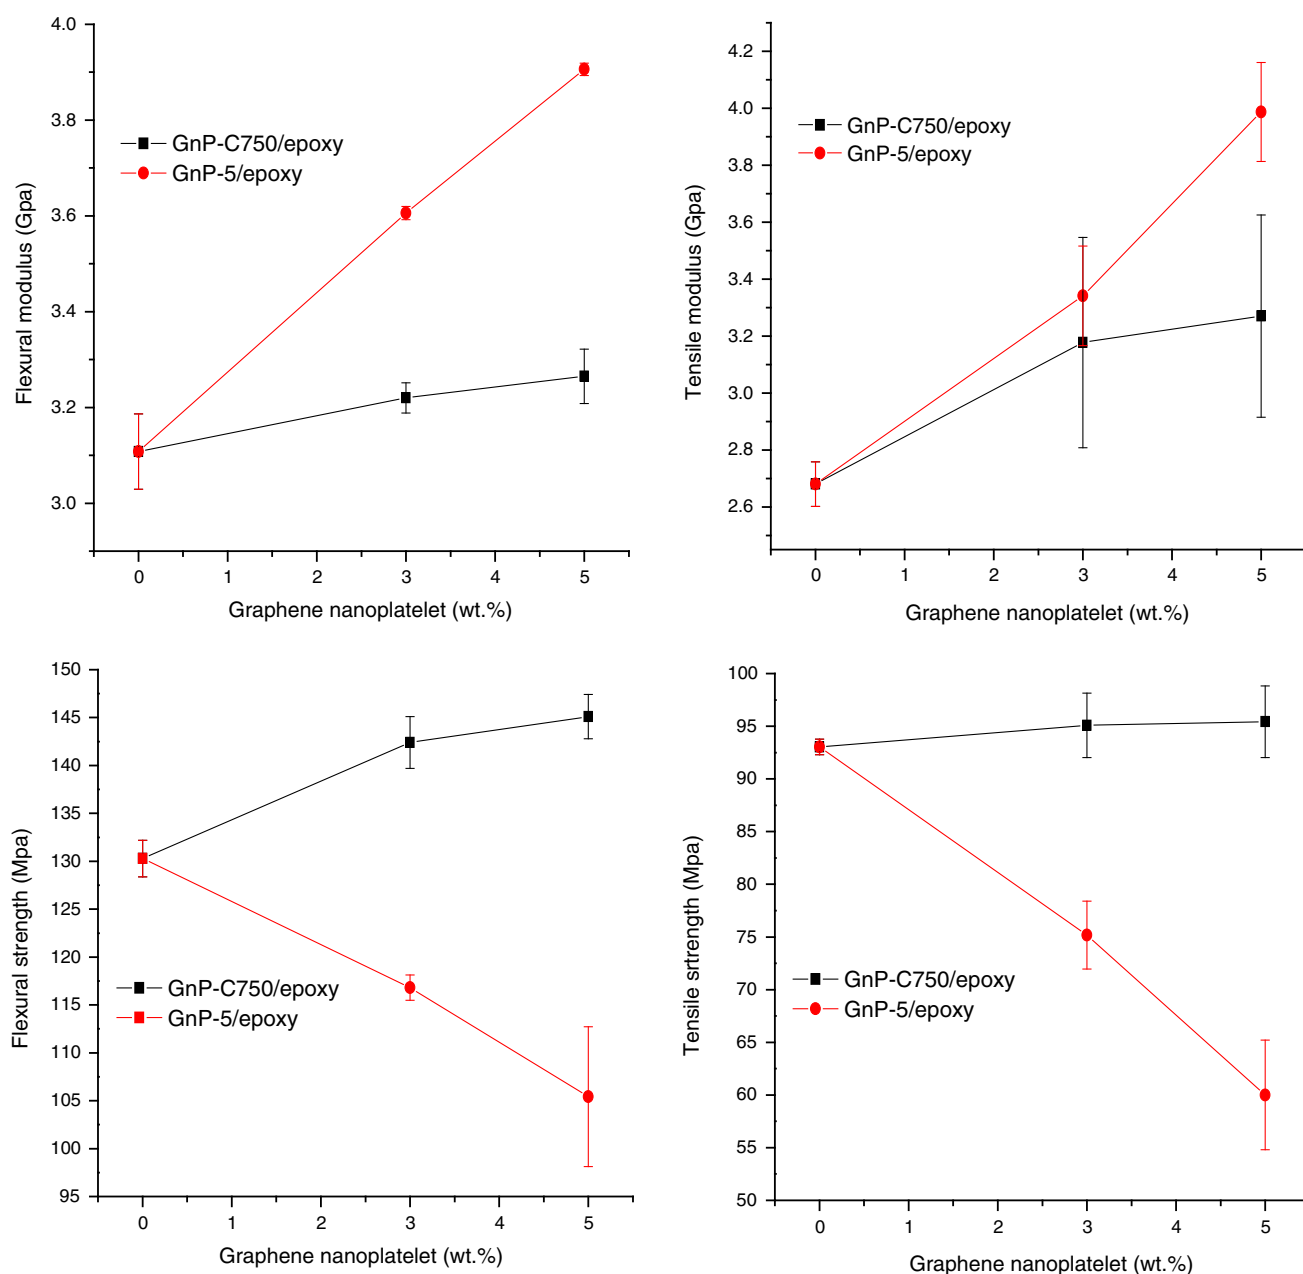 4.0
3.8
3.6
3.4
3.2
3.0
Flexural modulus (Gpa)
GnP-C750/epoxy
GnP-5/epoxy
0 1 2 3 4 5
Graphene nanoplatelet (wt.%)
4.2
4.0
3.8
3.6
3.4
3.2
3.0
2.8
2.6
Tensile modulus (Gpa)
GnP-C750/epoxy
GnP-5/epoxy
0 1 2 3 4 5
Graphene nanoplatelet (wt.%)
150
145
140
135
130
125
120
115
110
105
100
95
Flexural strength (Mpa)
GnP-C750/epoxy
GnP-5/epoxy
0 1 2 3 4 5
Graphene nanoplatelet (wt.%)
100
95
90
85
80
75
70
65
60
55
50
Tensile srtrength (Mpa)
GnP-C750/epoxy
GnP-5/epoxy
0 1 2 3 4 5
Graphene nanoplatelet (wt.%)